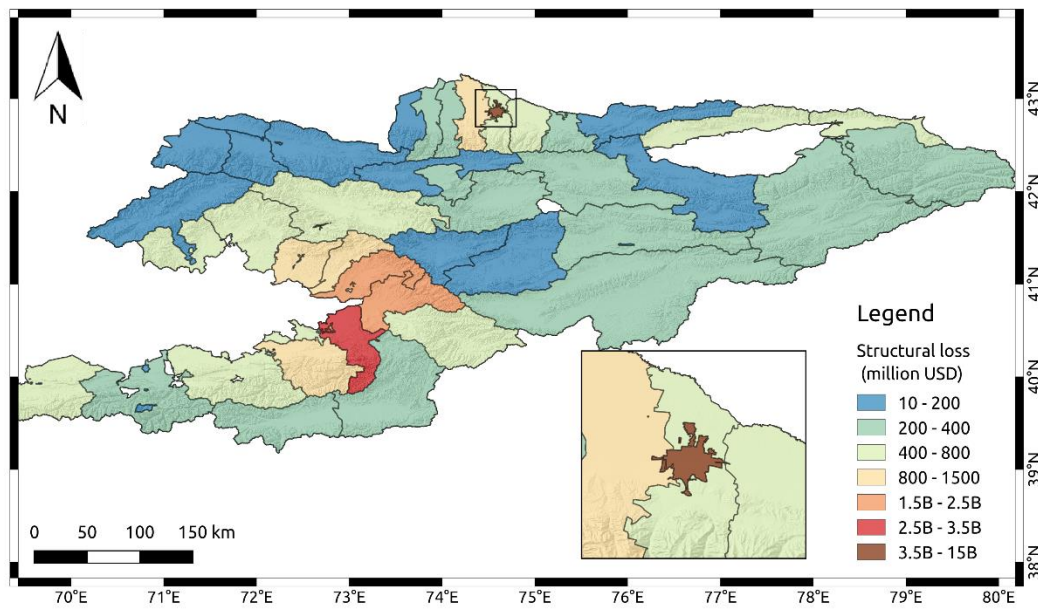 N
43°N
42°N
41°N
40°N
39°N
38°N
Legend
Structural loss
(million USD)
10 - 200
200 - 400
400 - 800
800 - 1500
1.5B - 2.5B
2.5B - 3.5B
3.5B - 15B
0 50 100 150 km
70°E 71°E 72°E 73°E 74°E 75°E 76°E 77°E 78°E 79°E 80°E